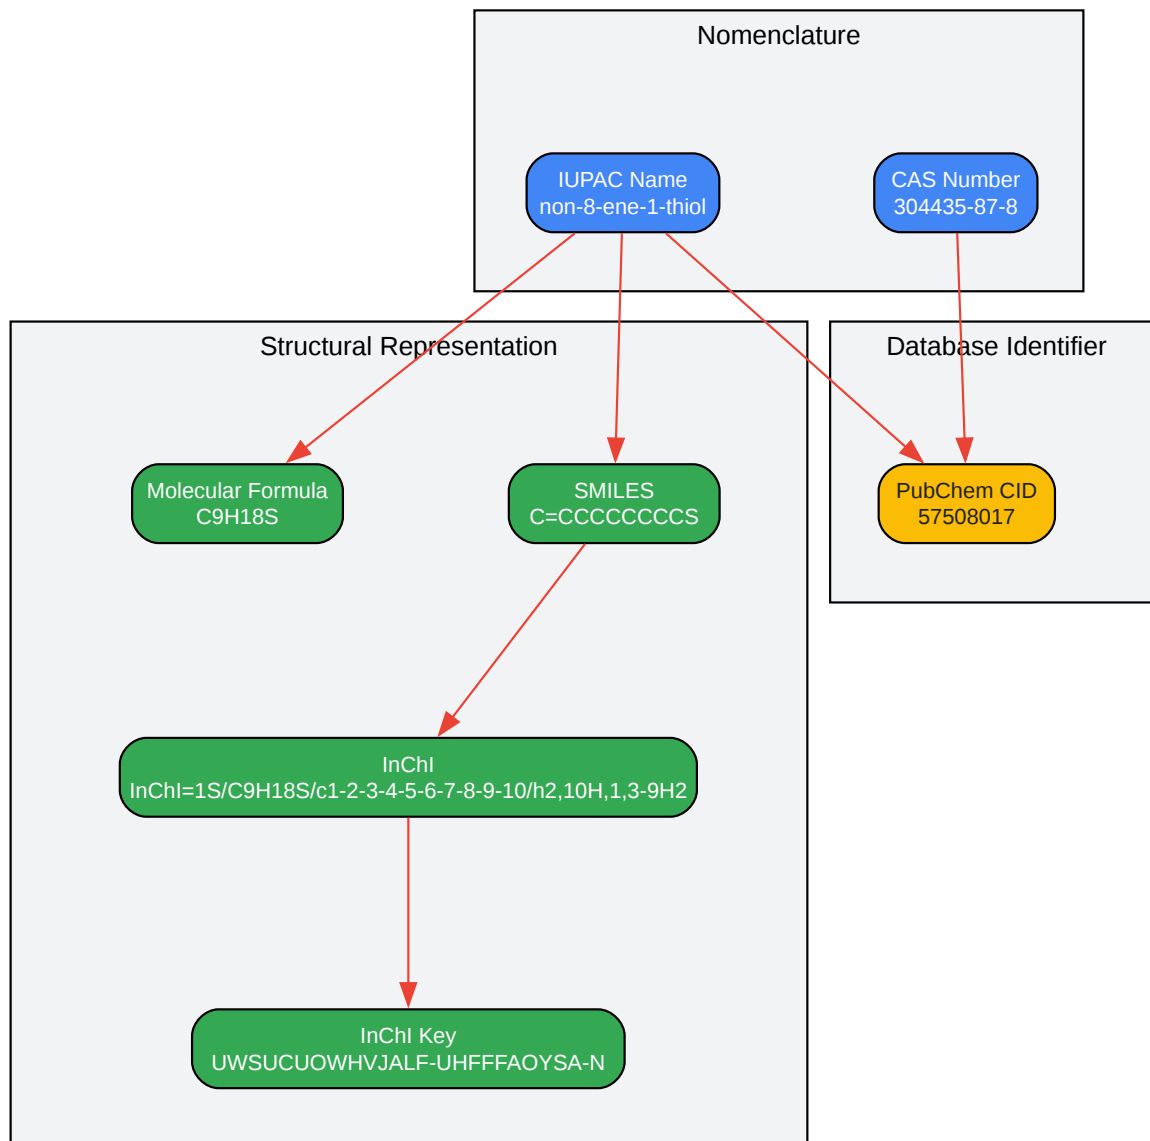 Nomenclature
IUPAC Name
non-8-ene-1-thiol
CAS Number
304435-87-8
Structural Representation
Database Identifier
Molecular Formula
C9H18S
SMILES
C=CCCCCCCCS
PubChem CID
57508017
InChI
InChI=1S/C9H18S/c1-2-3-4-5-6-7-8-9-10/h2,10H,1,3-9H2
InChI Key
UWSUCUOWHVJALF-UHFFFAOYSA-N